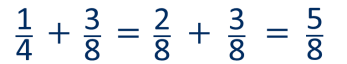 1/4 + 3/8 = 2/8 + 3/8 = 5/8